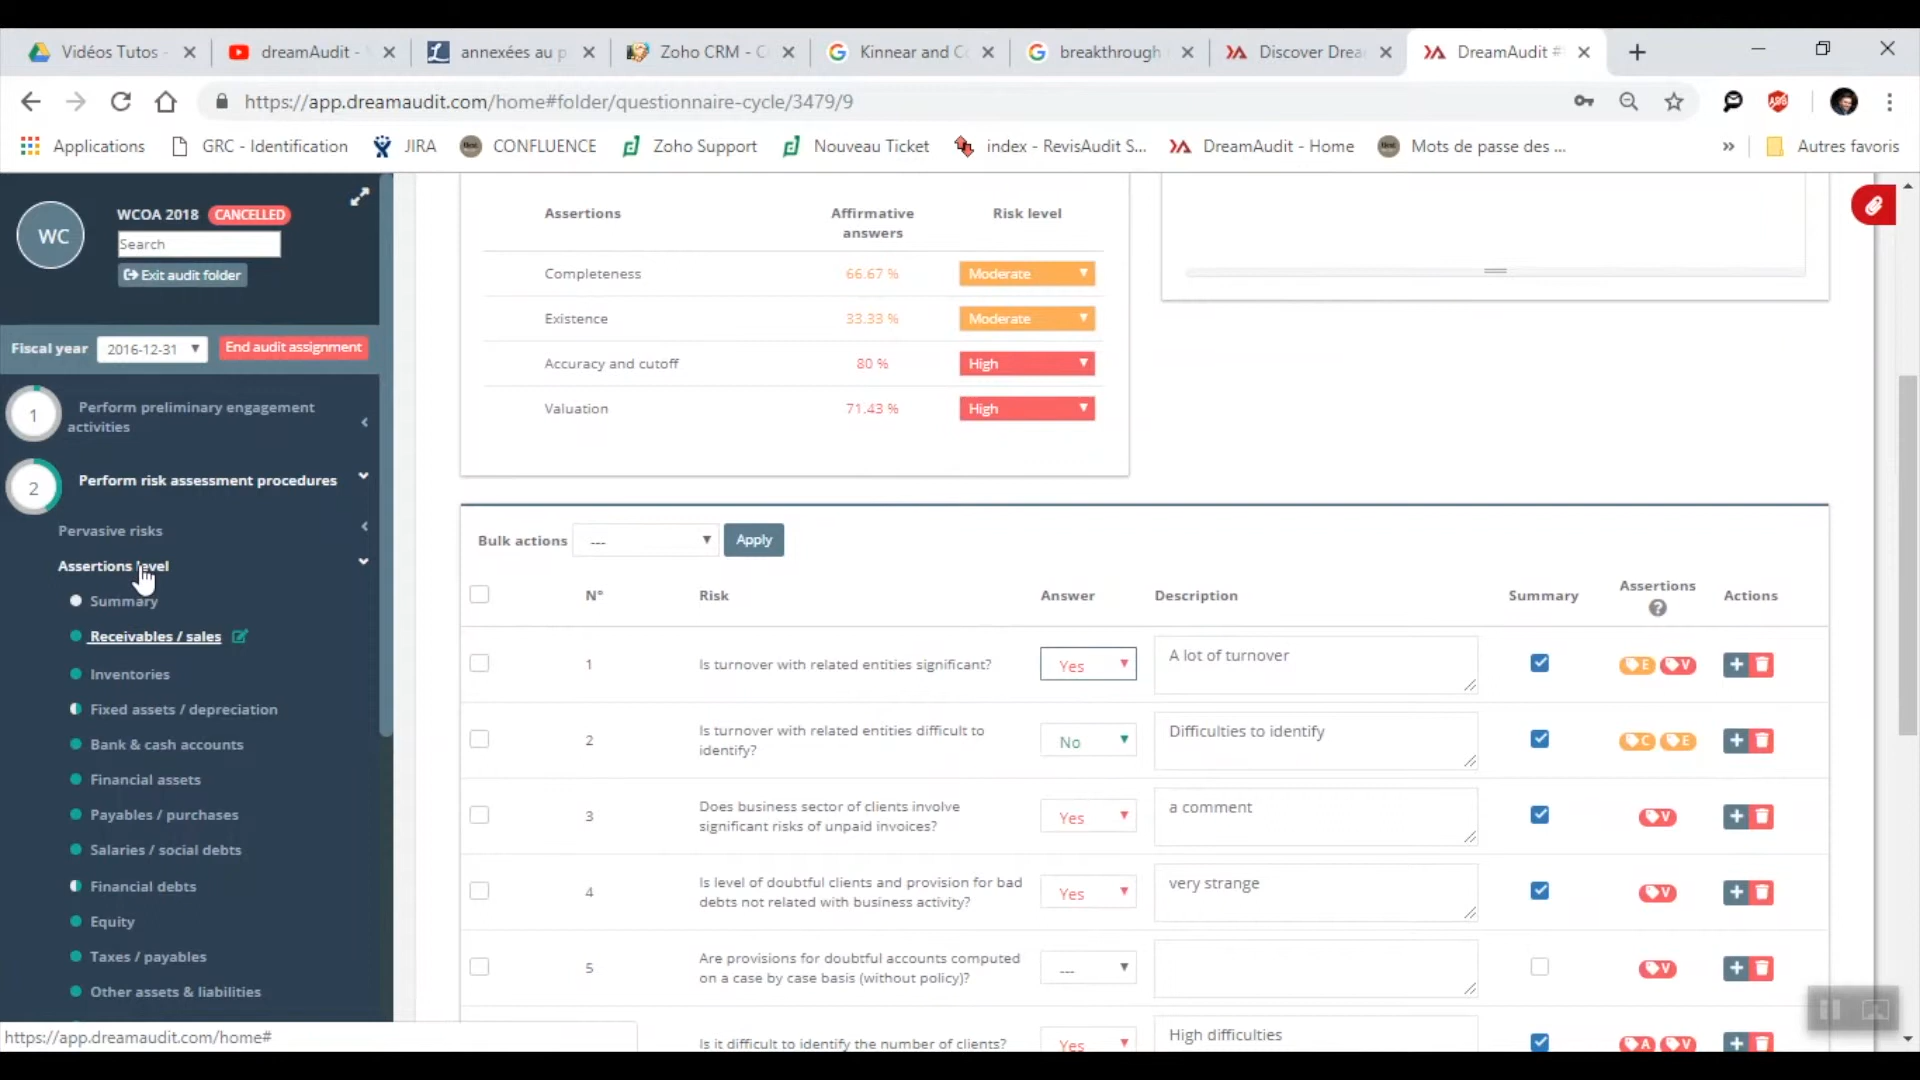 Vidéos Tutos
dreamAudit -
annexées au p
Zoho CRM - C
Kinnear and Co
breakthrough
Discover Drea
DreamAudit #
https://app.dreamaudit.com/home#folder/questionnaire-cycle/3479/9
Applications
GRC - Identification
JIRA
CONFLUENCE
Zoho Support
Nouveau Ticket
index - RevisAudit S...
DreamAudit - Home
Mots de passe des ...
»
Autres favoris
WC
WCOA 2018 CANCELLED
Search
Exit audit folder
Fiscal year 2016-12-31 End audit assignment
1 Perform preliminary engagement
activities
2 Perform risk assessment procedures
Pervasive risks
Assertions level
Summary
Receivables / sales
Inventories
Fixed assets / depreciation
Bank & cash accounts
Financial assets
Payables / purchases
Salaries / social debts
Financial debts
Equity
Taxes / payables
Other assets & liabilities
https://app.dreamaudit.com/home#
Assertions Affirmative Risk level
answers
Completeness 66.67 % Moderate
Existence 33.33 % Moderate
Accuracy and cutoff 80 % High
Valuation 71.43 % High
Bulk actions --- Apply
N° Risk Answer Description Summary Assertions ? Actions
1 Is turnover with related entities significant? Yes A lot of turnover E V +
2 Is turnover with related entities difficult to
identify? No Difficulties to identify C E +
3 Does business sector of clients involve
significant risks of unpaid invoices? Yes a comment V +
4 Is level of doubtful clients and provision for bad
debts not related with business activity? Yes very strange V +
5 Are provisions for doubtful accounts computed
on a case by case basis (without policy)? --- V +
Is it difficult to identify the number of clients? Yes High difficulties A V +